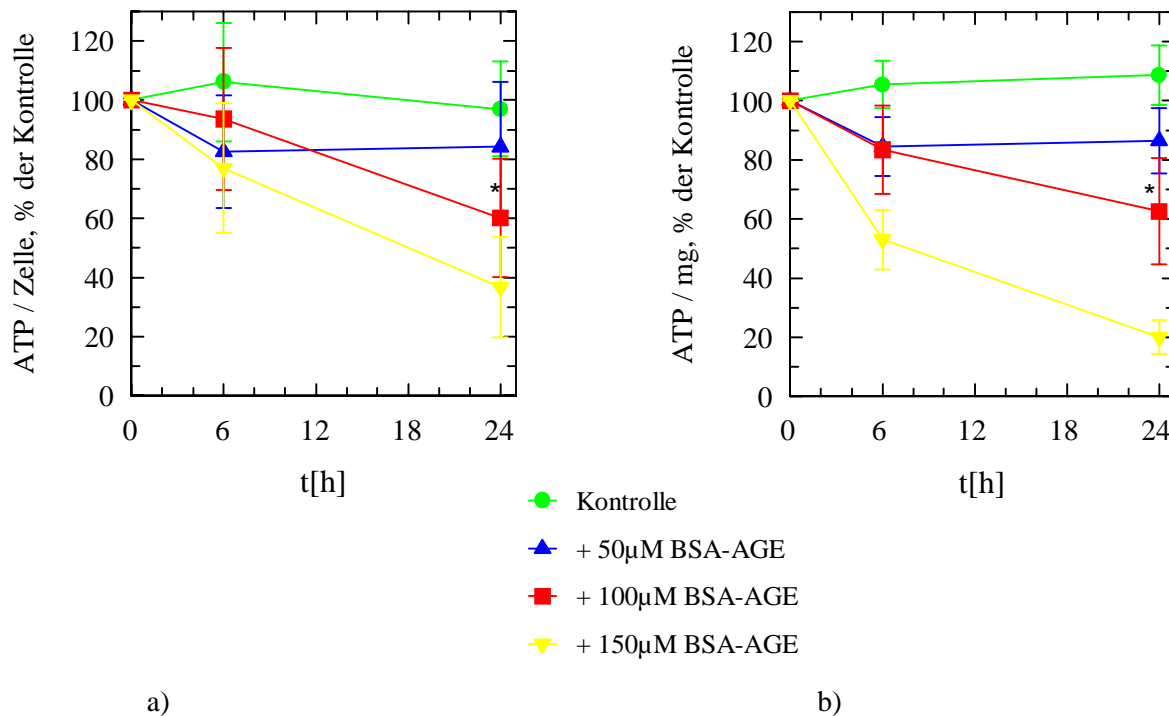 ATP / Zelle, % der Kontrolle
120
100
80
60
40
20
0
*
0 6 12 18 24
t[h]
ATP / mg, % der Kontrolle
120
100
80
60
40
20
0
*
0 6 12 18 24
t[h]
Kontrolle
+ 50µM BSA-AGE
+ 100µM BSA-AGE
+ 150µM BSA-AGE
a) b)